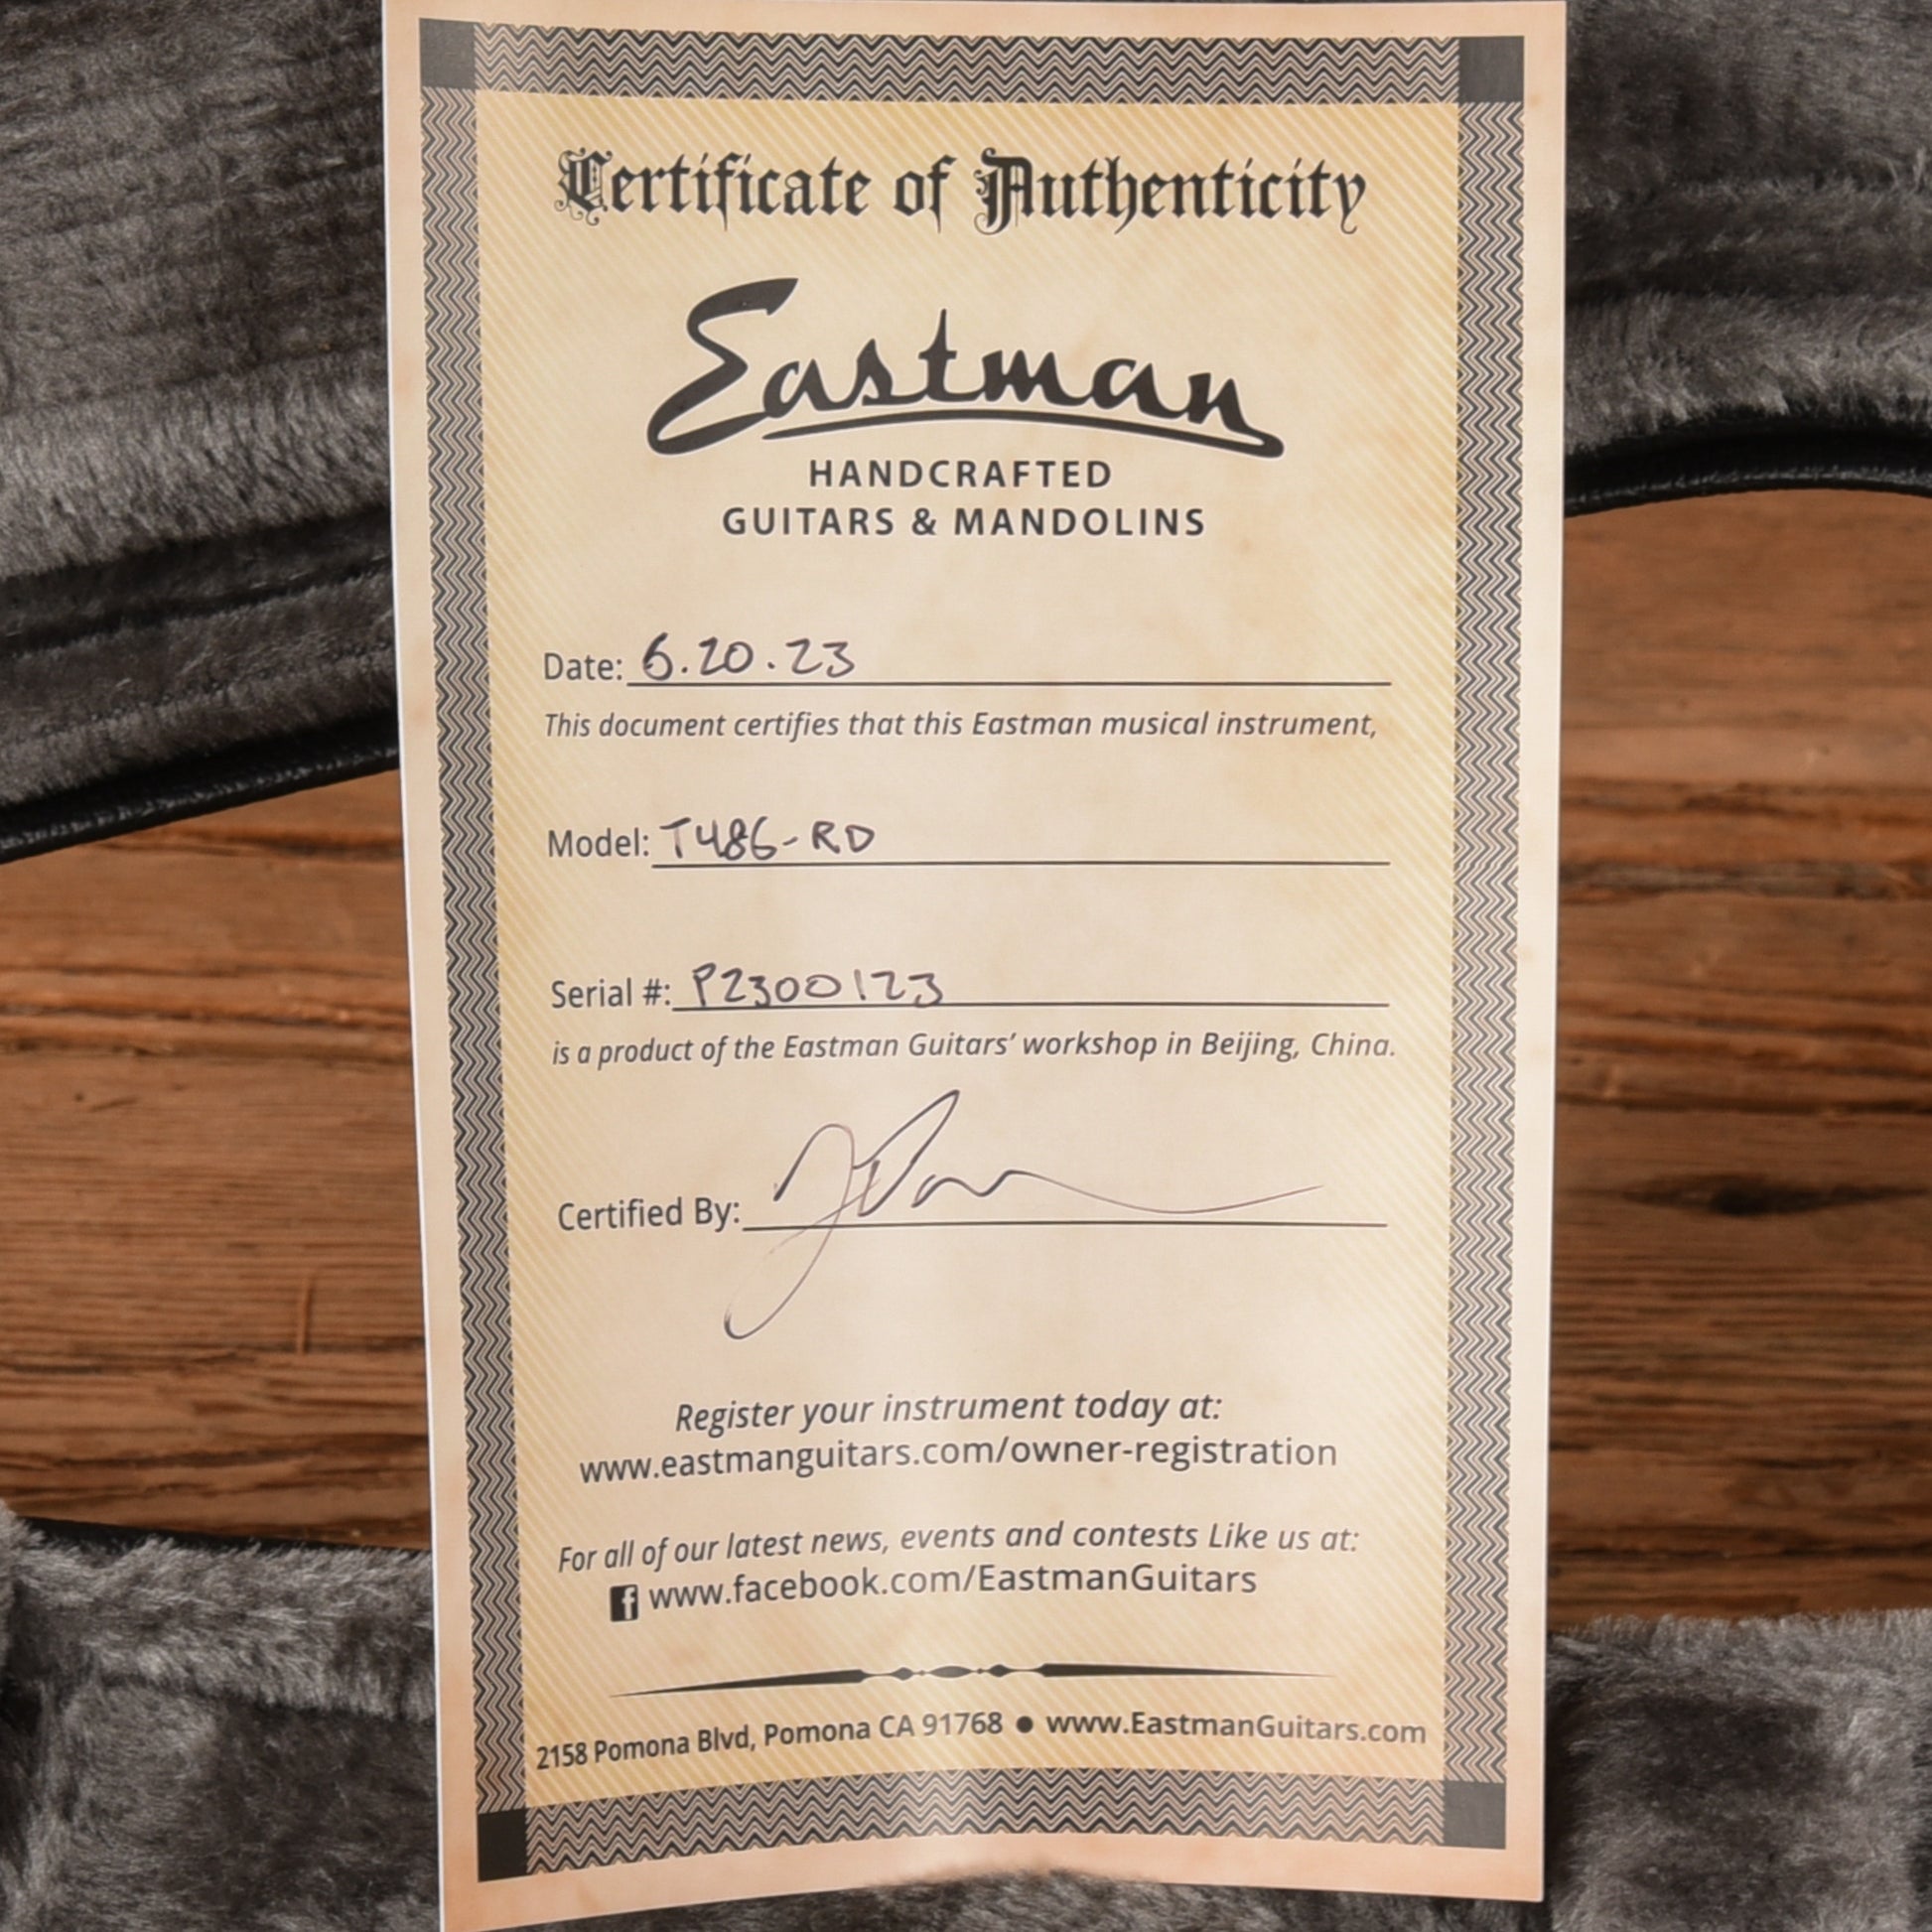 Certificate of Authenticity
Eastman
HANDCRAFTED
GUITARS & MANDOLINS
Date: 6.20.23
This document certifies that this Eastman musical instrument,
Model: T486-RD
Serial #: P2300123
is a product of the Eastman Guitars' workshop in Beijing, China.
Certified By:
Register your instrument today at:
www.eastmanguitars.com/owner-registration
For all of our latest news, events and contests Like us at:
f www.facebook.com/EastmanGuitars
2158 Pomona Blvd, Pomona CA 91768 ● www.EastmanGuitars.com